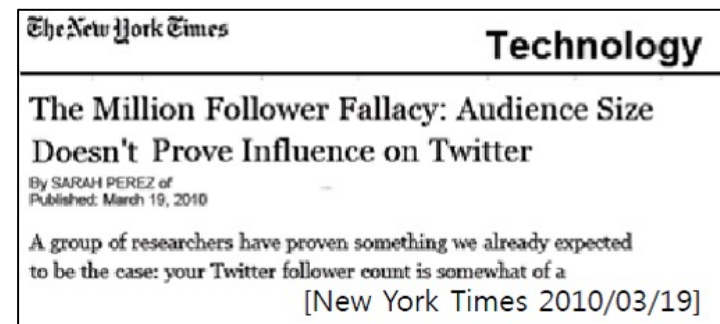 The New York Times
Technology
The Million Follower Fallacy: Audience Size
Doesn't Prove Influence on Twitter
By SARAH PEREZ of
Published: March 19, 2010
A group of researchers have proven something we already expected
to be the case: your Twitter follower count is somewhat of a
[New York Times 2010/03/19]